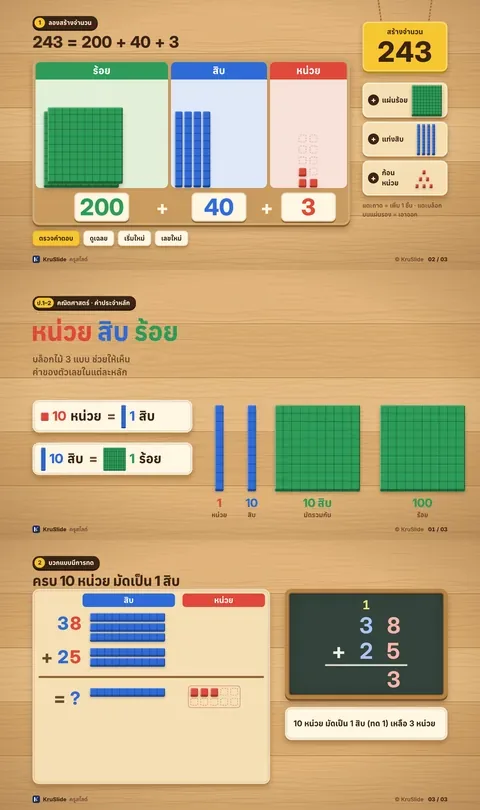 1 ลองสร้างจำนวน
243 = 200 + 40 + 3
สร้างจำนวน
243
ร้อย
สิบ
หน่วย
+ แผ่นร้อย
+ แท่งสิบ
+ ก้อนหน่วย
200 + 40 + 3
ตรวจคำตอบ
ดูเฉลย
เริ่มใหม่
เลขใหม่
KruSlide ครูสไลด์
© KruSlide 02 / 03
ป.1–2 คณิตศาสตร์ · ค่าประจำหลัก
หน่วย สิบ ร้อย
บล็อกไม้ 3 แบบ ช่วยให้เห็น
ค่าของตัวเลขในแต่ละหลัก
10 หน่วย = 1 สิบ
10 สิบ = 1 ร้อย
1
หน่วย
10
สิบ
10 สิบ
มัดรวมกัน
100
ร้อย
KruSlide ครูสไลด์
© KruSlide 01 / 03
2 บวกแบบมีการทด
ครบ 10 หน่วย มัดเป็น 1 สิบ
สิบ
หน่วย
38
+ 25
= ?
1
3 8
+ 2 5
3
10 หน่วย มัดเป็น 1 สิบ (ทด 1) เหลือ 3 หน่วย
KruSlide ครูสไลด์
© KruSlide 03 / 03